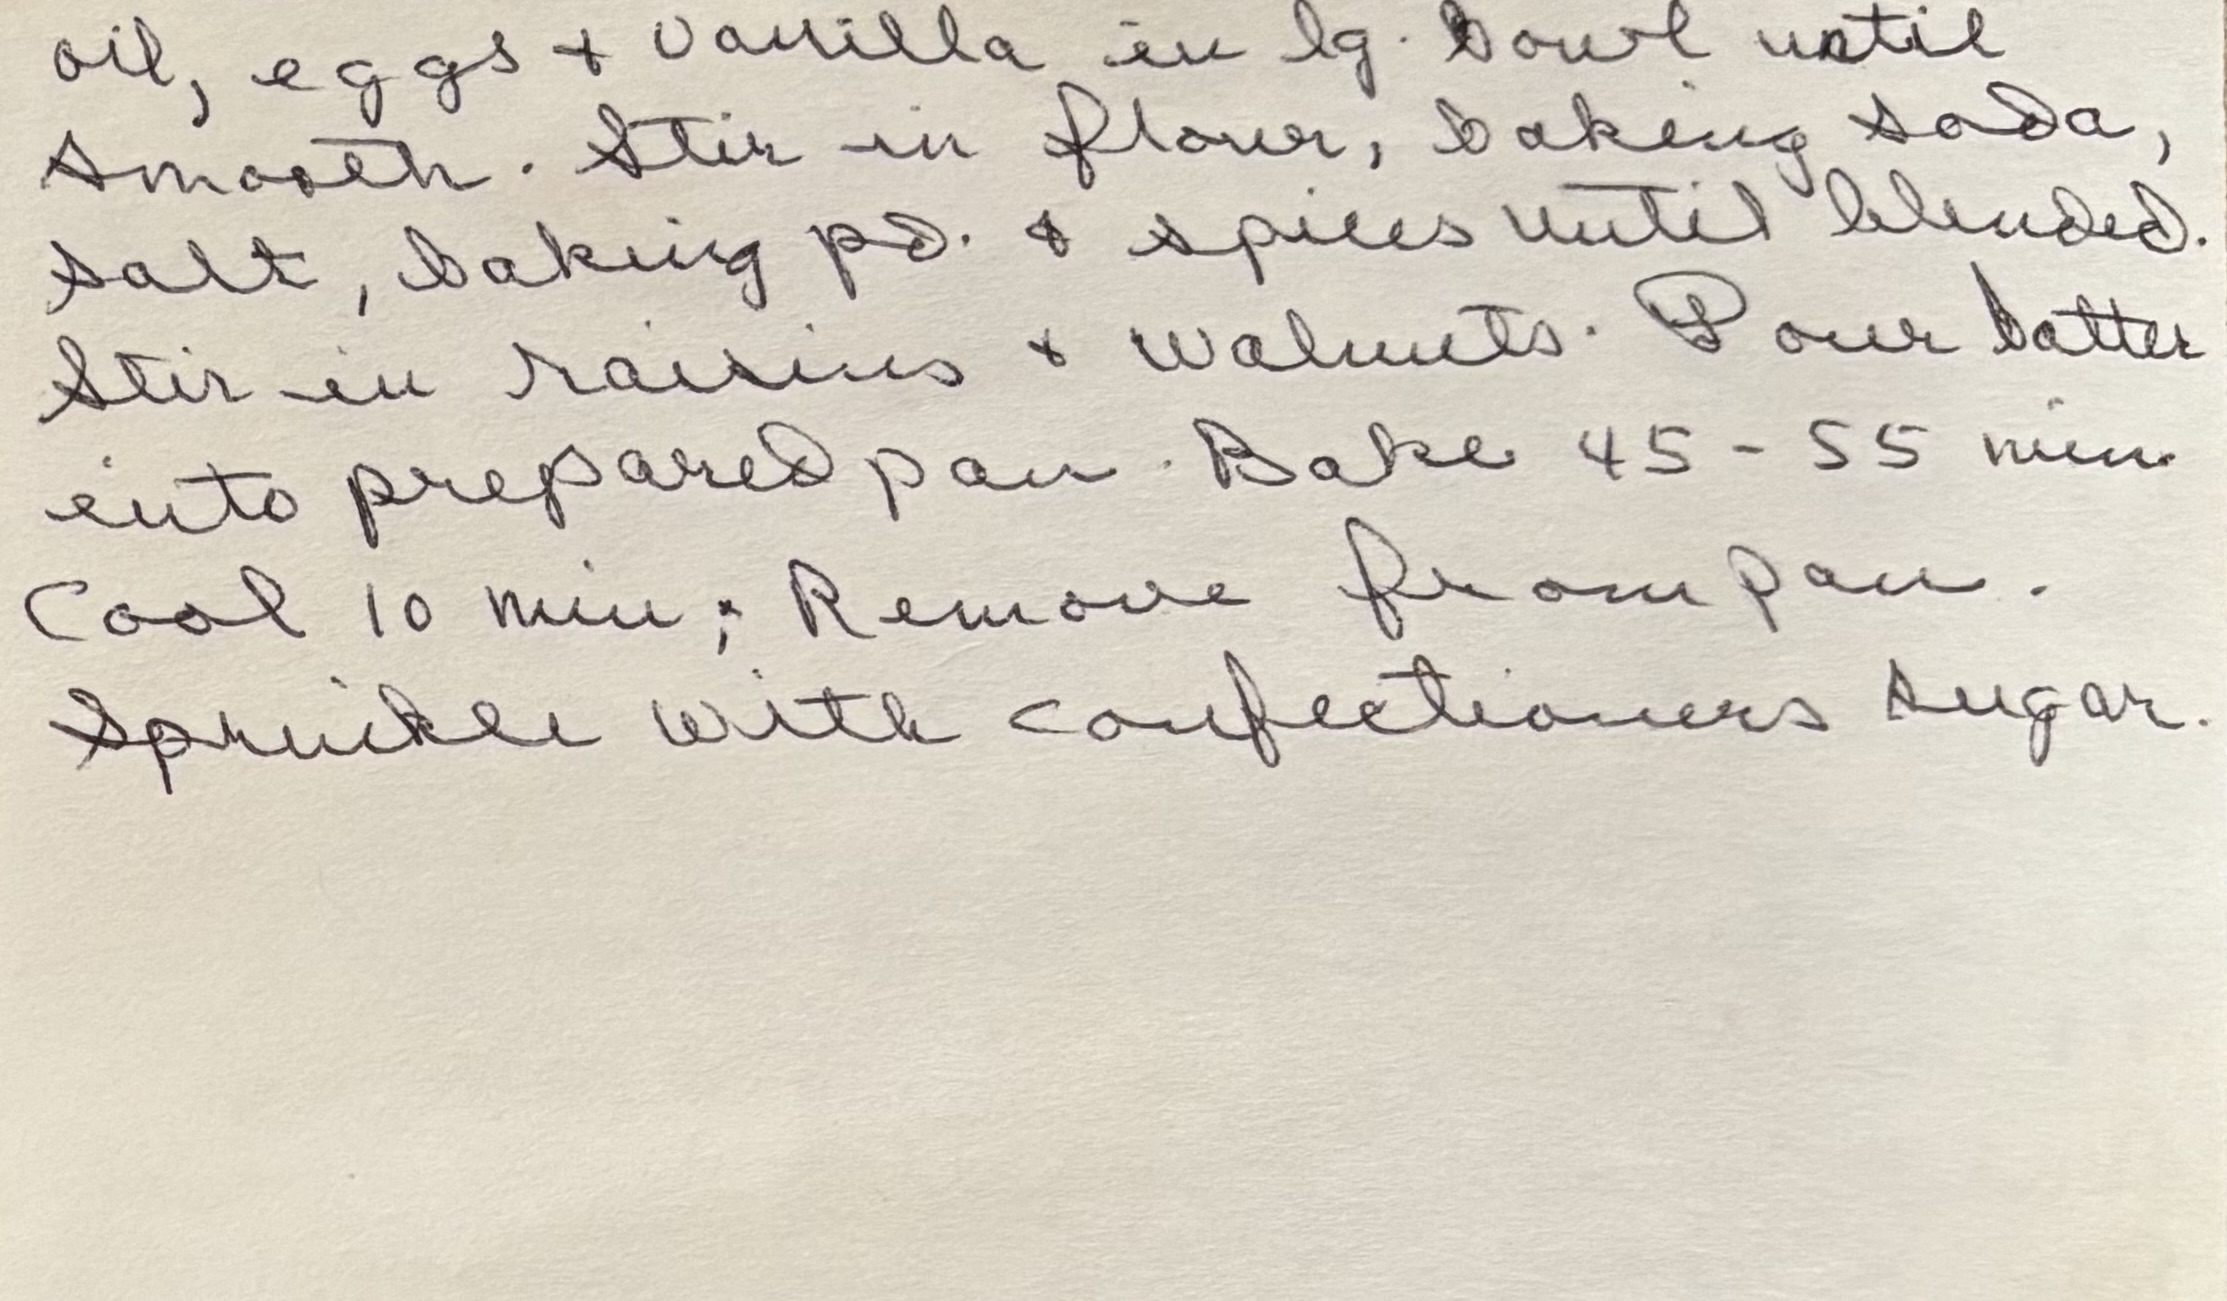 oil, eggs + vanilla in lg. bowl until
smooth. Stir in flour, baking soda,
salt, baking pd. & spices until blended.
Stir in raisins + walnuts. Pour batter
into prepared pan. Bake 45-55 min.
Cool 10 min; Remove from pan.
Sprinkle with confectioners sugar.